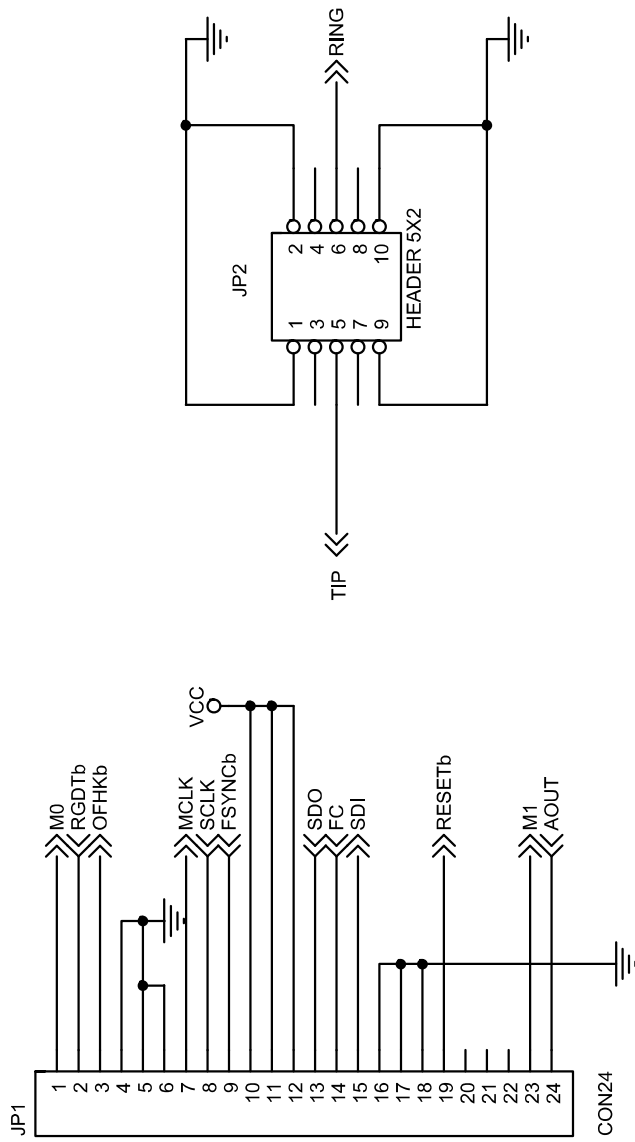 JP2
1 2
3 4
5 6
7 8
9 10
HEADER 5X2
TIP
RING
JP1
1
2
3
4
5
6
7
8
9
10
11
12
13
14
15
16
17
18
19
20
21
22
23
24
CON24
M0
RGDTb
OFHKb
MCLK
SCLK
FSYNCb
VCC
SDO
FC
SDI
RESETb
M1
AOUT